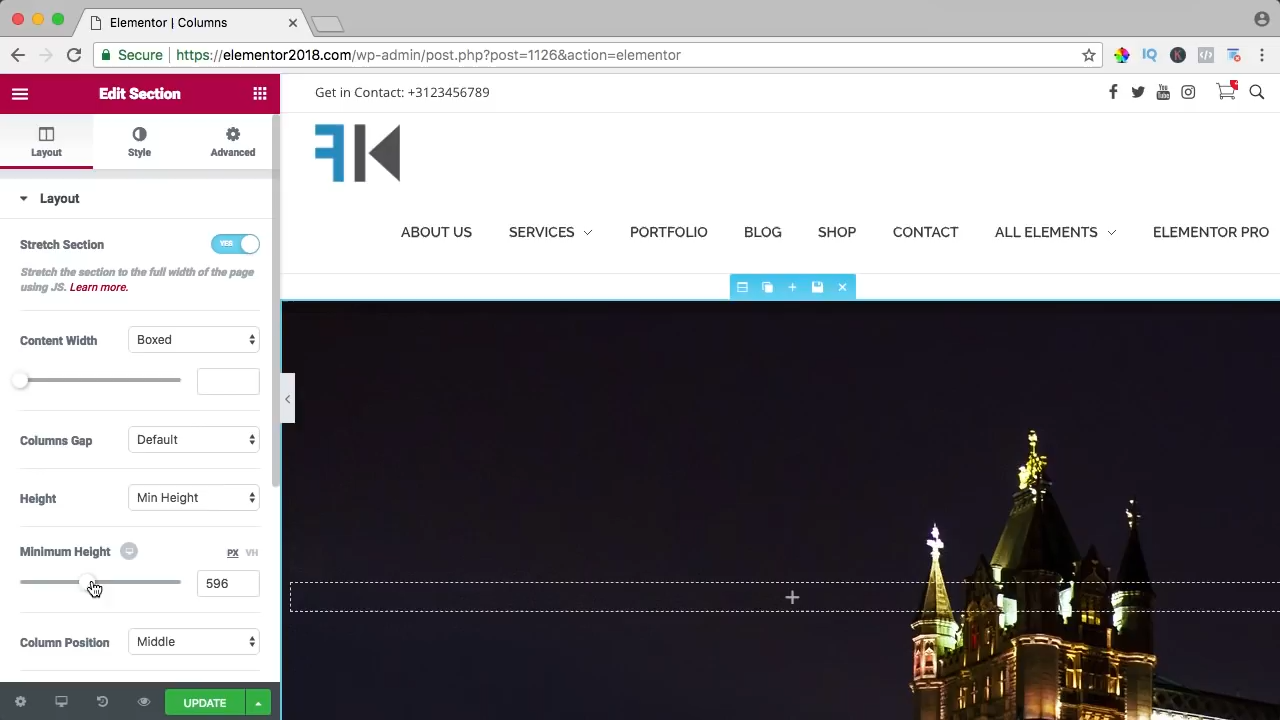 Elementor | Columns
Secure https://elementor2018.com/wp-admin/post.php?post=1126&action=elementor
Edit Section
Get in Contact: +3123456789
Layout
Style
Advanced
FK
Layout
ABOUT US SERVICES PORTFOLIO BLOG SHOP CONTACT ALL ELEMENTS ELEMENTOR PRO
Stretch Section YES
Stretch the section to the full width of the page
using JS. Learn more.
Content Width Boxed
Columns Gap Default
Height Min Height
Minimum Height PX VH
596
Column Position Middle
UPDATE